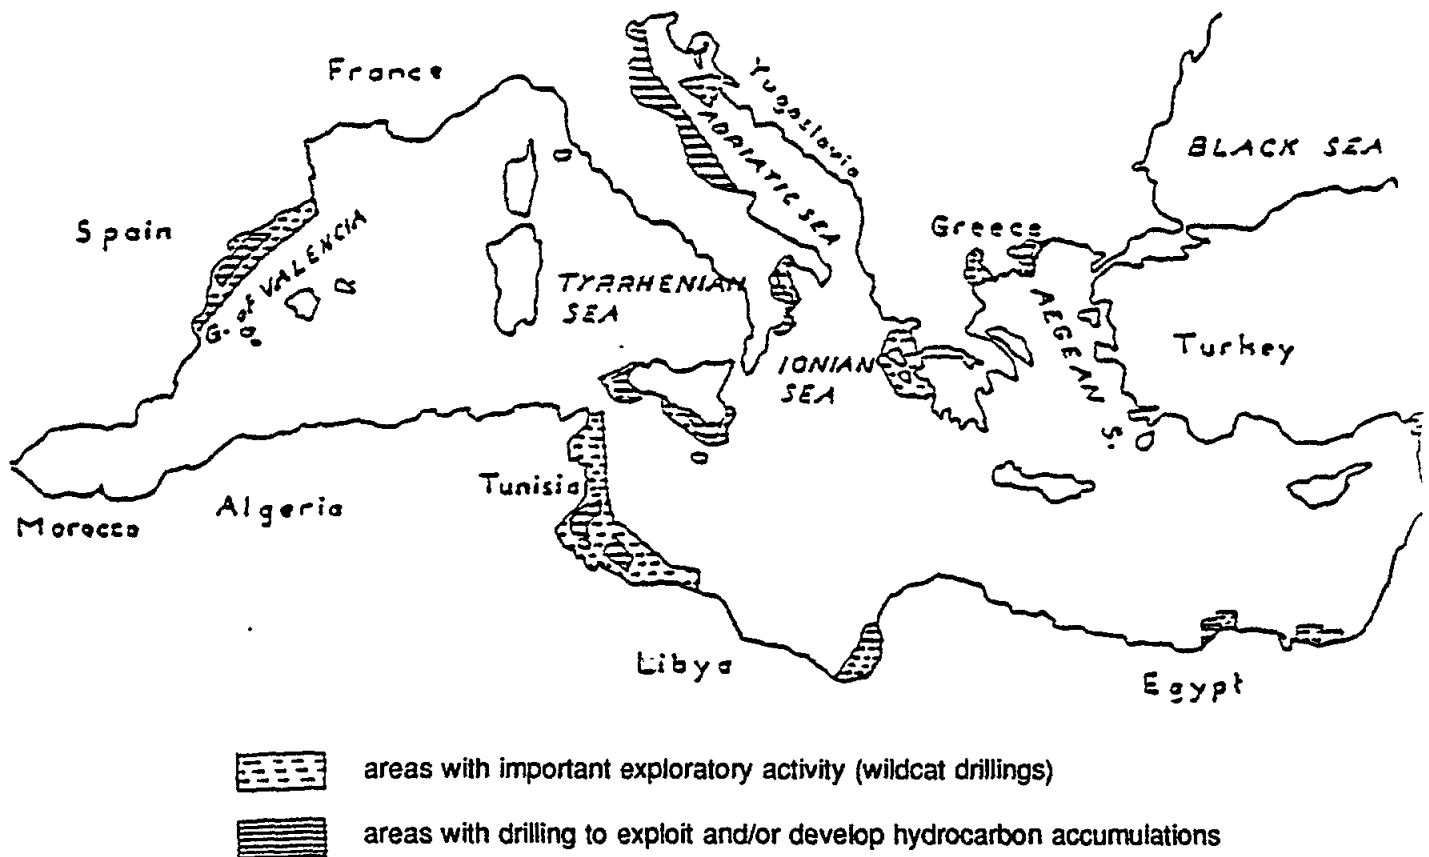 France
Yugoslavia
ADRIATIC SEA
BLACK SEA
Spain
G. of VALENCIA
Greece
TYRRHENIAN
SEA
AEGEAN S.
IONIAN
SEA
Turkey
Tunisia
Algeria
Morocco
Libya
Egypt
areas with important exploratory activity (wildcat drillings)
areas with drilling to exploit and/or develop hydrocarbon accumulations